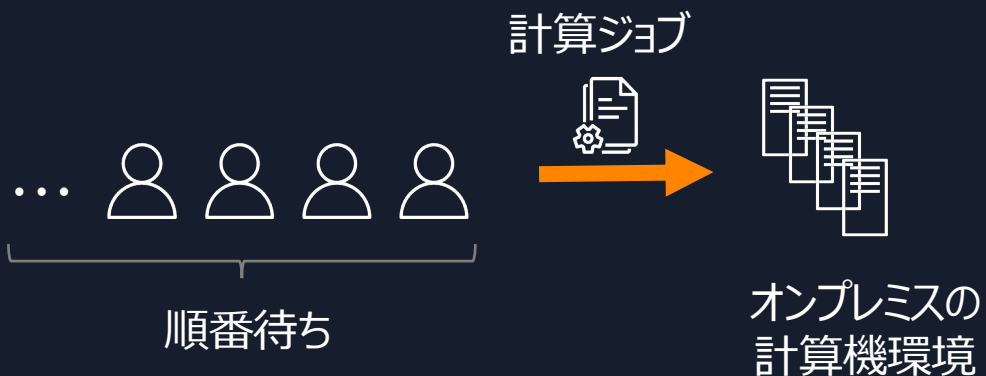 計算ジョブ
…
順番待ち
オンプレミスの
計算機環境